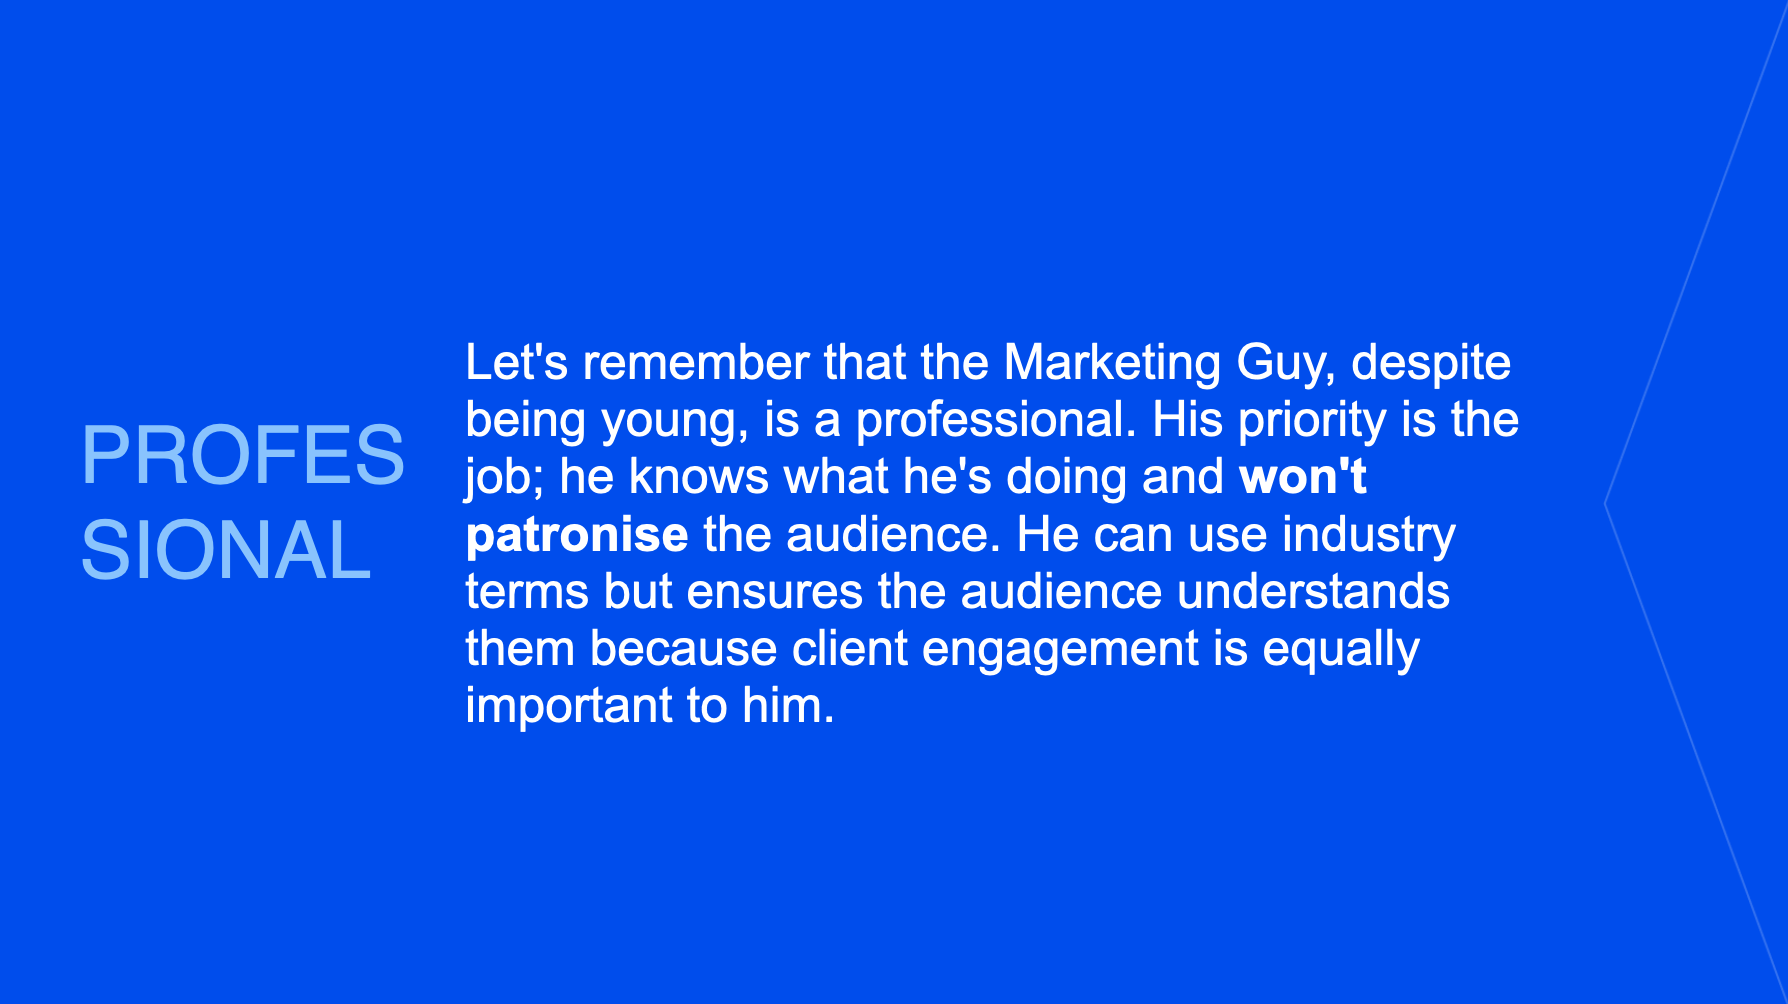 PROFES
SIONAL
Let's remember that the Marketing Guy, despite
being young, is a professional. His priority is the
job; he knows what he's doing and won't
patronise the audience. He can use industry
terms but ensures the audience understands
them because client engagement is equally
important to him.